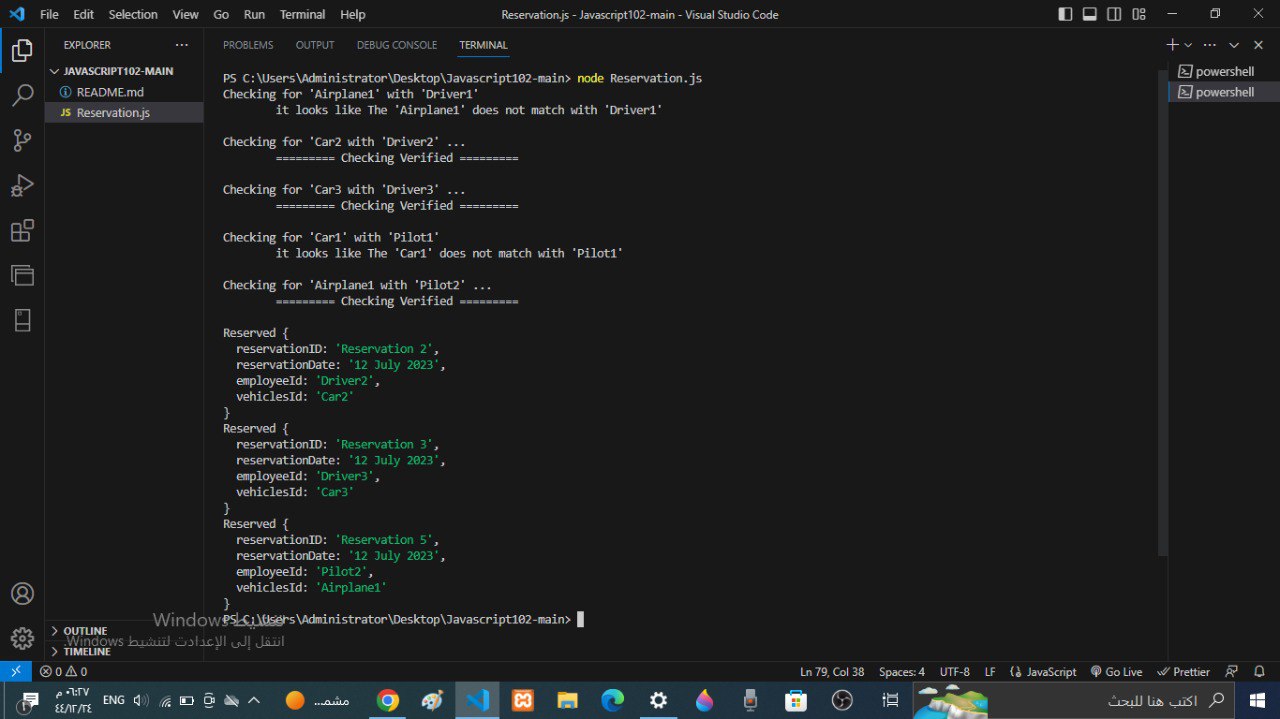 File Edit Selection View Go Run Terminal Help Reservation.js - Javascript102-main - Visual Studio Code
EXPLORER
JAVASCRIPT102-MAIN
README.md
JS Reservation.js
OUTLINE
TIMELINE
PROBLEMS OUTPUT DEBUG CONSOLE TERMINAL
PS C:\Users\Administrator\Desktop\Javascript102-main> node Reservation.js
Checking for 'Airplane1' with 'Driver1'
it looks like The 'Airplane1' does not match with 'Driver1'
Checking for 'Car2 with 'Driver2' ...
========= Checking Verified =========
Checking for 'Car3 with 'Driver3' ...
========= Checking Verified =========
Checking for 'Car1' with 'Pilot1'
it looks like The 'Car1' does not match with 'Pilot1'
Checking for 'Airplane1 with 'Pilot2' ...
========= Checking Verified =========
Reserved {
reservationID: 'Reservation 2',
reservationDate: '12 July 2023',
employeeId: 'Driver2',
vehiclesId: 'Car2'
}
Reserved {
reservationID: 'Reservation 3',
reservationDate: '12 July 2023',
employeeId: 'Driver3',
vehiclesId: 'Car3'
}
Reserved {
reservationID: 'Reservation 5',
reservationDate: '12 July 2023',
employeeId: 'Pilot2',
vehiclesId: 'Airplane1'
}
PS C:\Users\Administrator\Desktop\Javascript102-main>
powershell
powershell
تنشيط Windows
انتقل إلى الإعدادات لتنشيط Windows.
0 0 Ln 79, Col 38 Spaces: 4 UTF-8 LF {} JavaScript Go Live Prettier
٦:٢٧ م
٤٤/١٢/٢٤
ENG
مشمس...
اكتب هنا للبحث